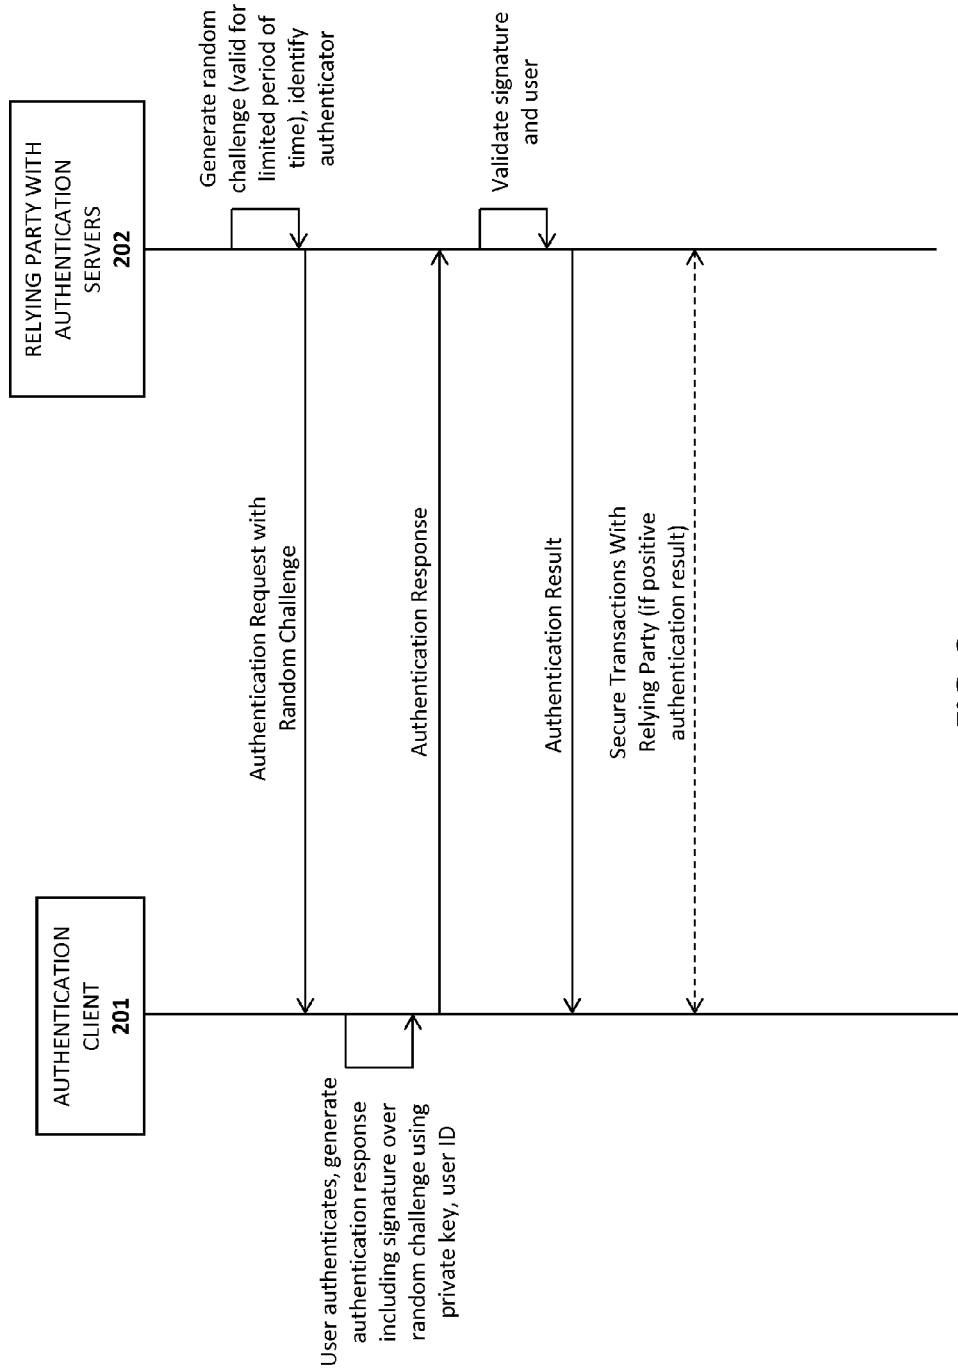 AUTHENTICATION
CLIENT
201
RELYING PARTY WITH
AUTHENTICATION
SERVERS
202
Generate random
challenge (valid for
limited period of
time), identify
authenticator
Authentication Request with
Random Challenge
User authenticates, generate
authentication response
including signature over
random challenge using
private key, user ID
Authentication Response
Validate signature
and user
Authentication Result
Secure Transactions With
Relying Party (if positive
authentication result)